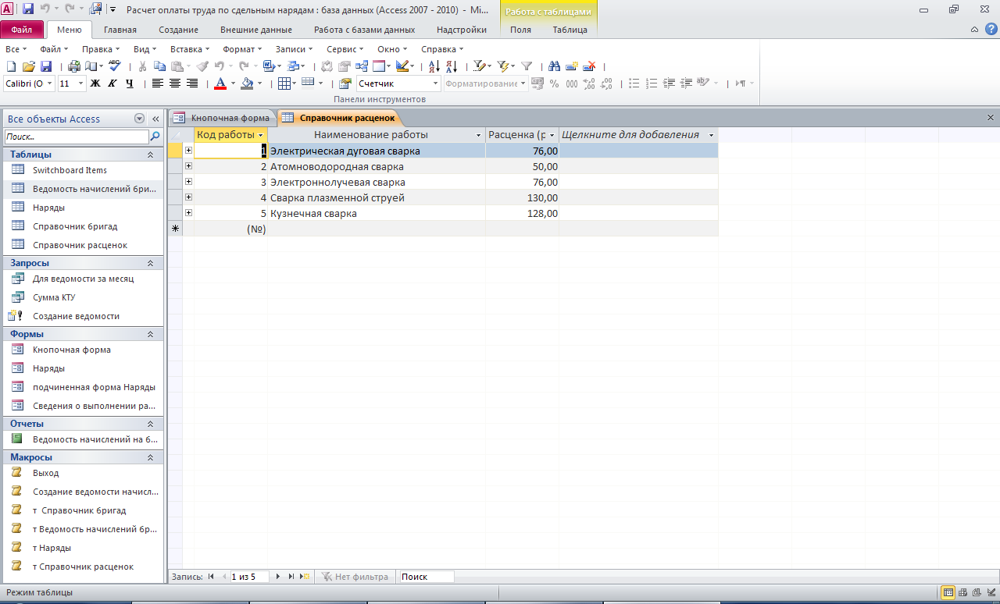 Расчет оплаты труда по сдельным нарядам : база данных (Access 2007 - 2010) - Mi...
Работа с таблицами
Файл Меню Главная Создание Внешние данные Работа с базами данных Надстройки Поля Таблица
Все Файл Правка Вид Вставка Формат Записи Сервис Окно Справка
Calibri (О 11 Ж К Ч Счетчик Форматирование % 000
Панели инструментов
Все объекты Access
Поиск...
Таблицы
Switchboard Items
Ведомость начислений бри...
Наряды
Справочник бригад
Справочник расценок
Запросы
Для ведомости за месяц
Сумма КТУ
Создание ведомости
Формы
Кнопочная форма
Наряды
подчиненная форма Наряды
Сведения о выполнении ра...
Отчеты
Ведомость начислений на б...
Макросы
Выход
Создание ведомости начисл...
т Справочник бригад
т Ведомость начислений бр...
т Наряды
т Справочник расценок
Кнопочная форма Справочник расценок
Код работы Наименование работы Расценка (р Щелкните для добавления
1 Электрическая дуговая сварка 76,00
2 Атомноводородная сварка 50,00
3 Электроннолучевая сварка 76,00
4 Сварка плазменной струей 130,00
5 Кузнечная сварка 128,00
(№)
Запись: 1 из 5 Нет фильтра Поиск
Режим таблицы